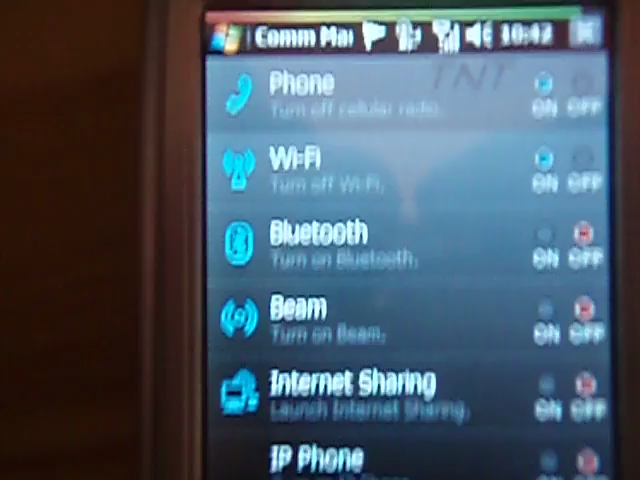 Comm Mai 10:42
TNT
Phone
Turn off cellular radio.
ON OFF
Wi-Fi
Turn off Wi-Fi.
ON OFF
Bluetooth
Turn on Bluetooth.
ON OFF
Beam
Turn on Beam.
ON OFF
Internet Sharing
Launch Internet Sharing.
ON OFF
IP Phone